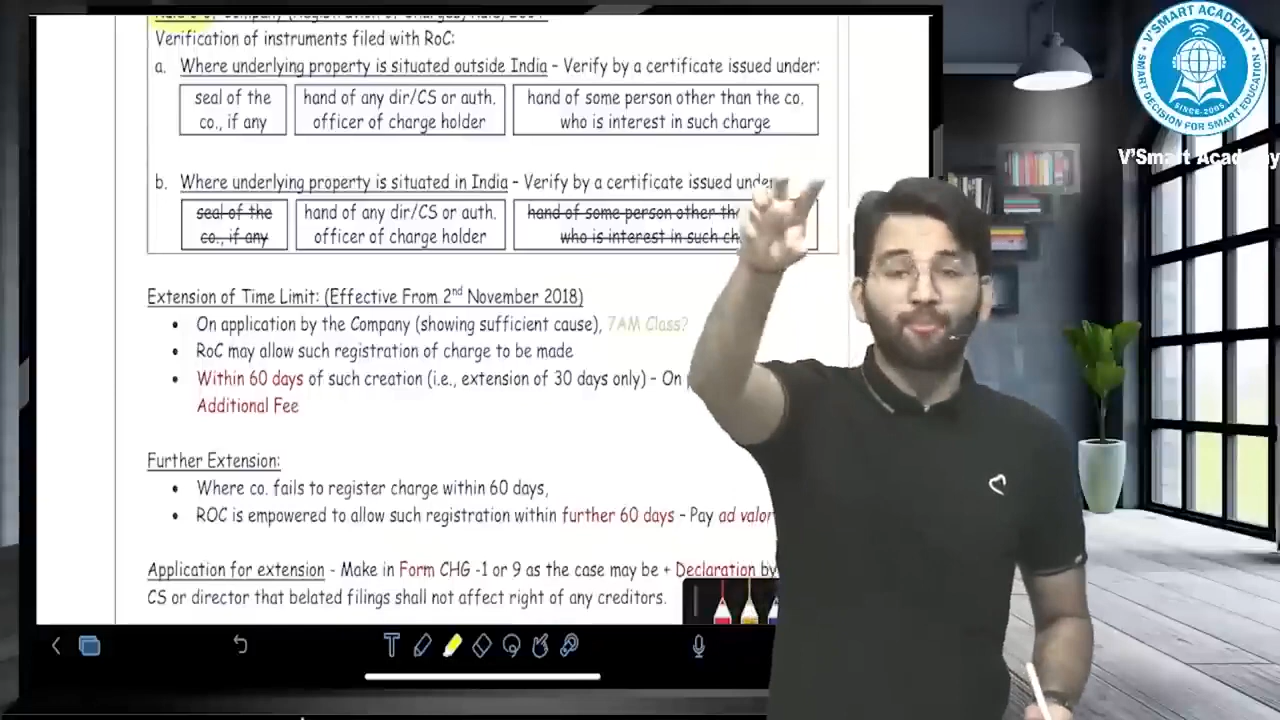 Verification of instruments filed with RoC:
a. Where underlying property is situated outside India - Verify by a certificate issued under:
seal of the
co., if any
hand of any dir/CS or auth.
officer of charge holder
hand of some person other than the co.
who is interest in such charge
b. Where underlying property is situated in India - Verify by a certificate issued
seal of the
co., if any
hand of any dir/CS or auth.
officer of charge holder
hand of some person other
who is interest in such
Extension of Time Limit: (Effective From 2nd November 2018)
• On application by the Company (showing sufficient cause), 7AM Class?
• RoC may allow such registration of charge to be made
• Within 60 days of such creation (i.e., extension of 30 days only) - On
Additional Fee
Further Extension:
• Where co. fails to register charge within 60 days,
• ROC is empowered to allow such registration within further 60 days - Pay ad
Application for extension - Make in Form CHG -1 or 9 as the case may be + Declaration by
CS or director that belated filings shall not affect right of any creditors.
V'SMART ACADEMY
SINCE-2005
SMART DECISION FOR SMART EDUCATION
V'Smart Academy